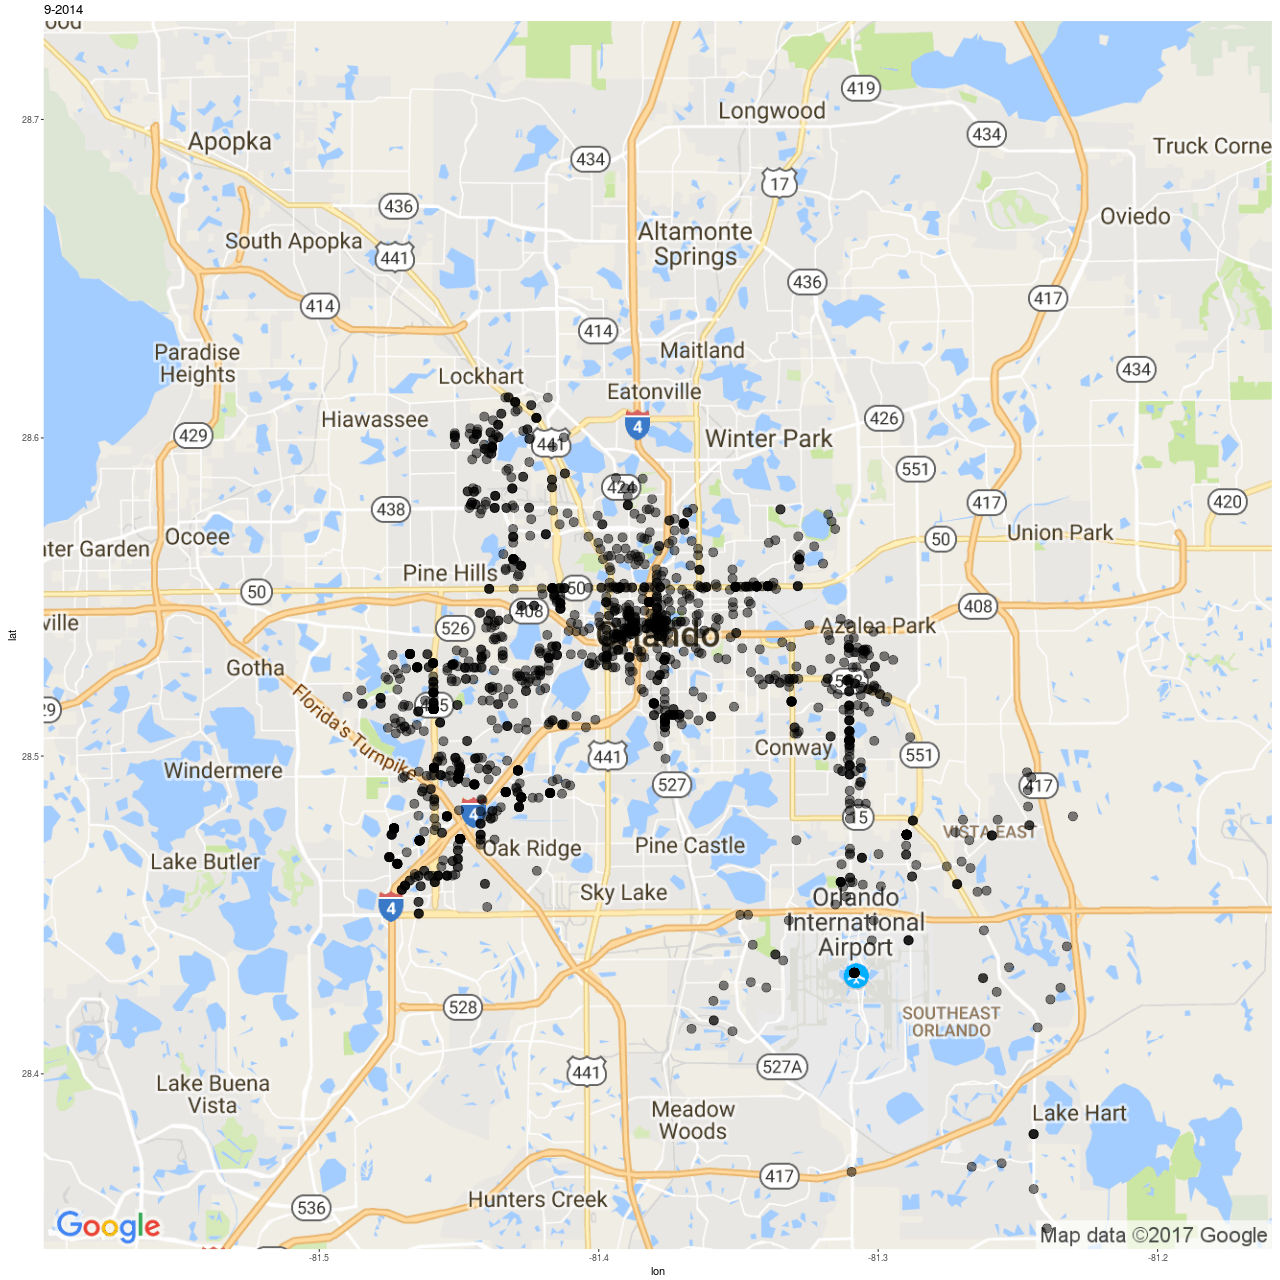 9-2014
ood
419
Longwood
28.7
434
Apopka
Truck Corne
434
17
436
Oviedo
South Apopka
Altamonte
Springs
441
436
417
414
414
Maitland
Paradise
Heights
434
Lockhart
Eatonville
Hiawassee
426
4
429
28.6
441
Winter Park
551
424
438
417
420
Ocoee
Union Park
50
ater Garden
Pine Hills
50
50
408
408
ville
526
Azalea Park
lat
Orlando
Gotha
29
Florida's Turnpike
Conway
28.5
441
551
Windermere
527
417
4
15
VISTA EAST
Lake Butler
Oak Ridge
Pine Castle
Sky Lake
4
Orlando
International
Airport
528
SOUTHEAST
ORLANDO
28.4
441
527A
Lake Buena
Vista
Meadow
Woods
Lake Hart
417
Hunters Creek
536
Google
Map data ©2017 Google
-81.5
-81.4
-81.3
-81.2
lon